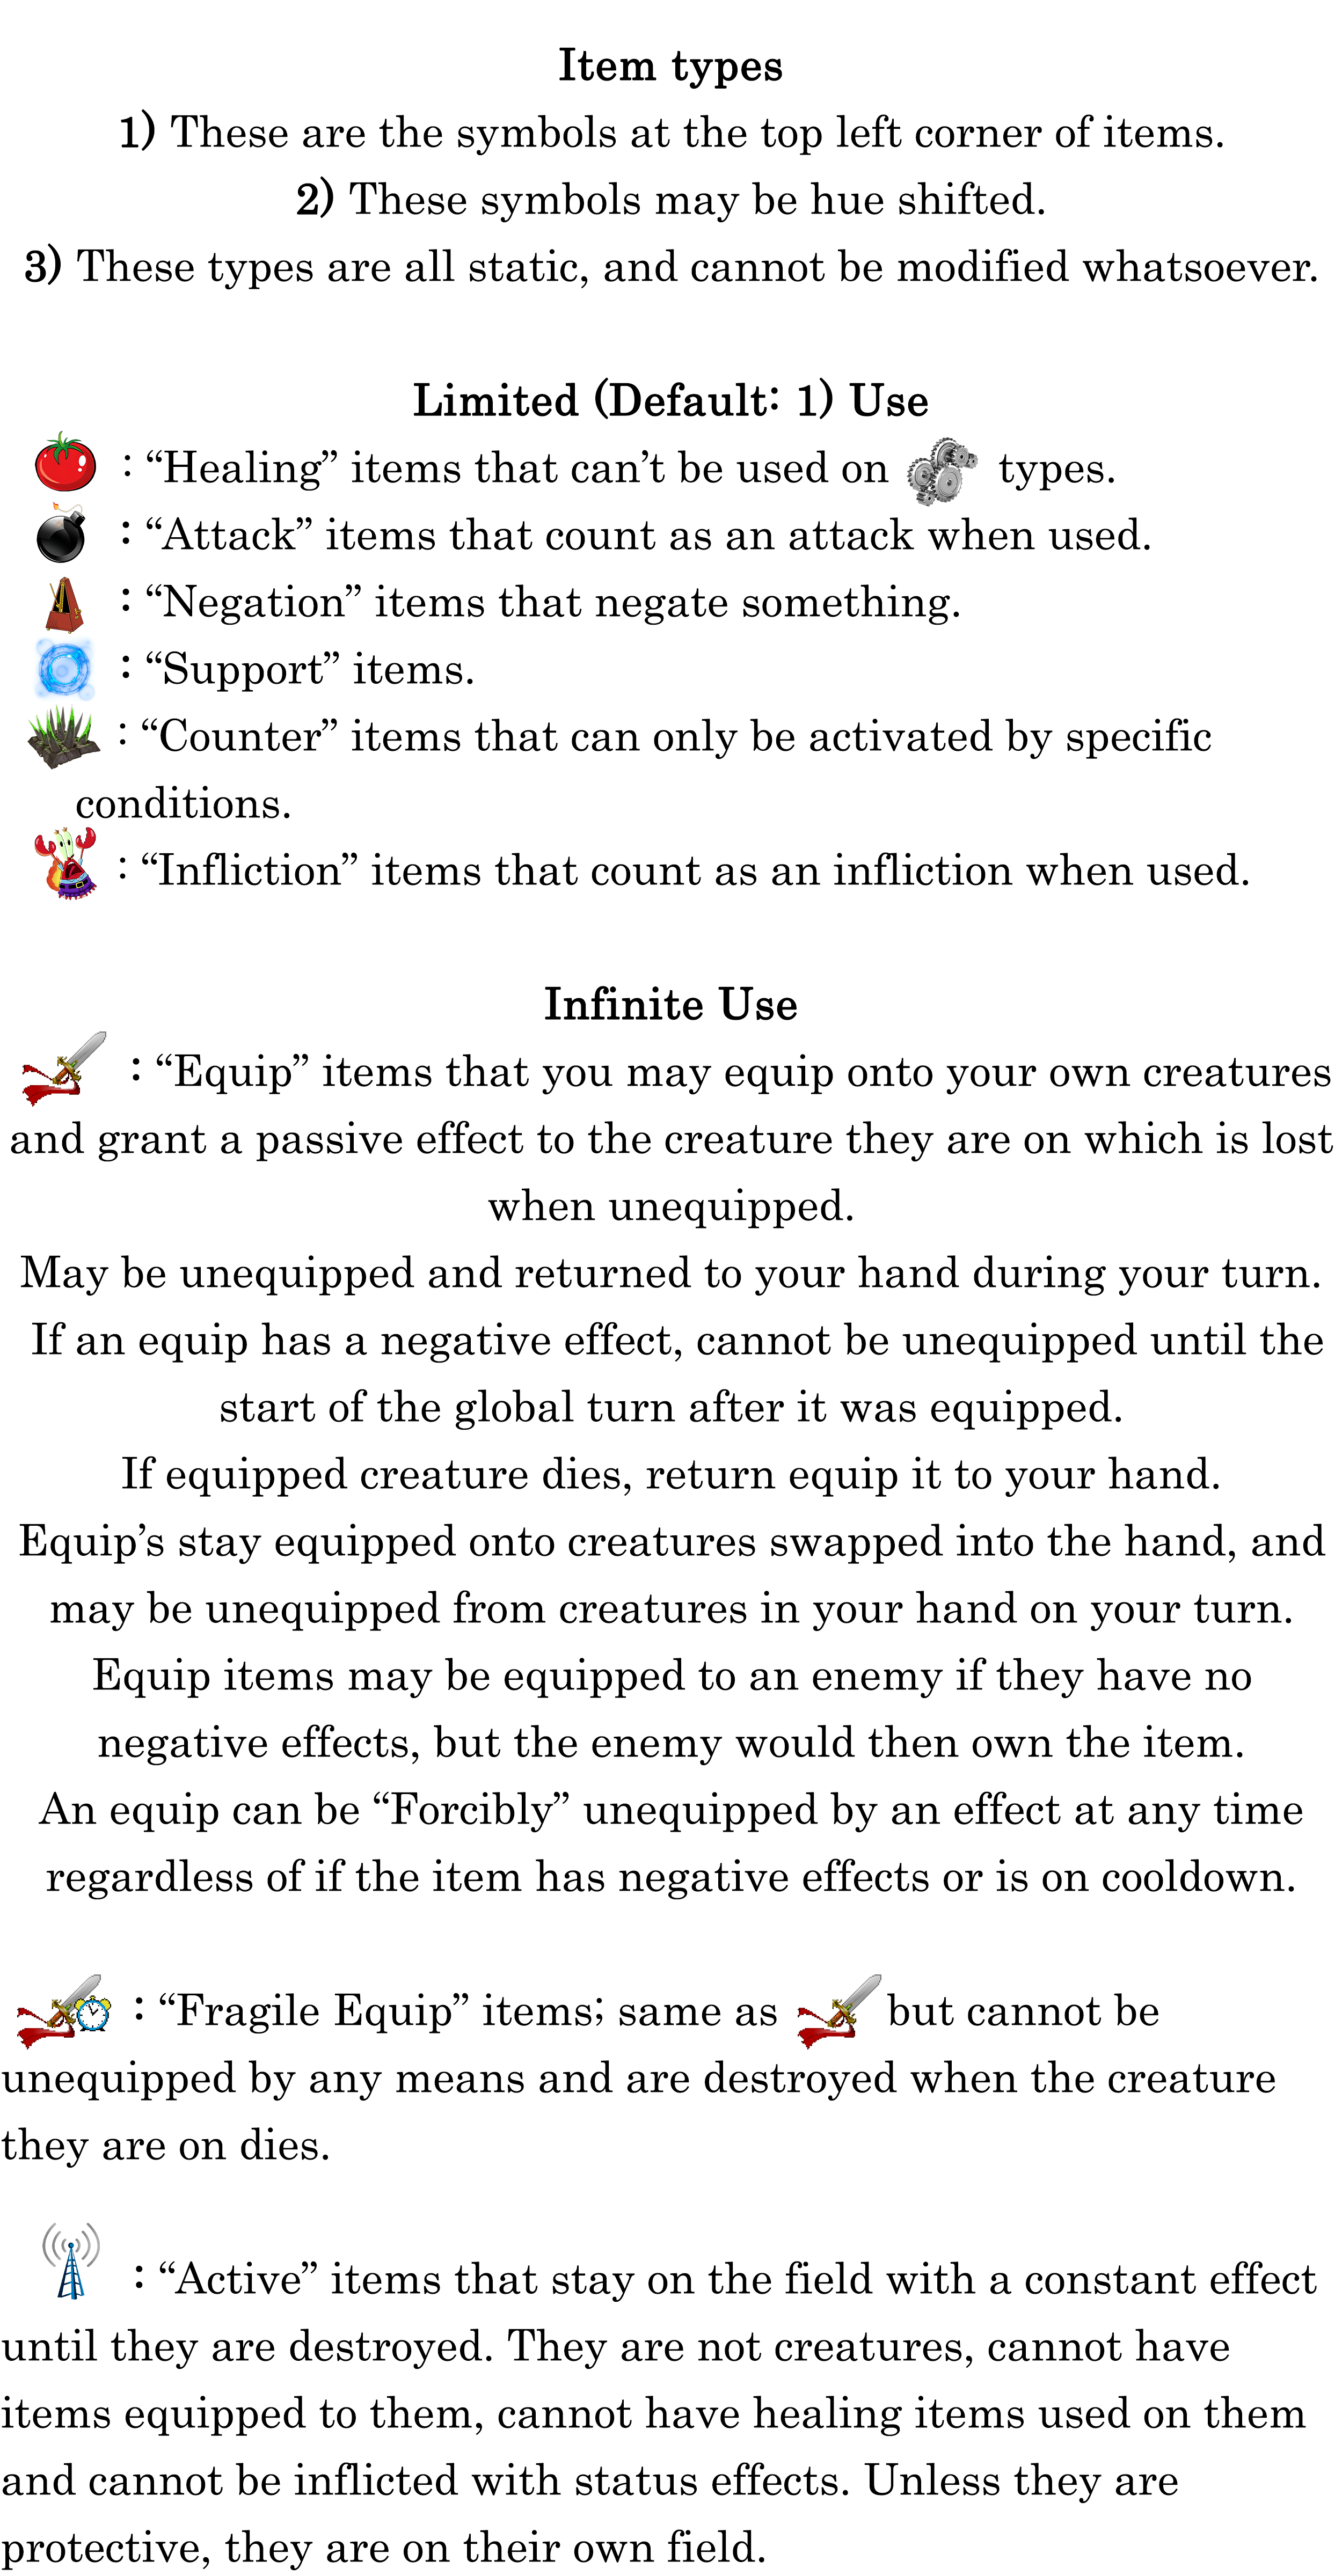 Item types
1) These are the symbols at the top left corner of items.
2) These symbols may be hue shifted.
3) These types are all static, and cannot be modified whatsoever.
Limited (Default: 1) Use
: “Healing” items that can’t be used on types.
: “Attack” items that count as an attack when used.
: “Negation” items that negate something.
: “Support” items.
: “Counter” items that can only be activated by specific
conditions.
: “Infliction” items that count as an infliction when used.
Infinite Use
: “Equip” items that you may equip onto your own creatures
and grant a passive effect to the creature they are on which is lost
when unequipped.
May be unequipped and returned to your hand during your turn.
If an equip has a negative effect, cannot be unequipped until the
start of the global turn after it was equipped.
If equipped creature dies, return equip it to your hand.
Equip’s stay equipped onto creatures swapped into the hand, and
may be unequipped from creatures in your hand on your turn.
Equip items may be equipped to an enemy if they have no
negative effects, but the enemy would then own the item.
An equip can be “Forcibly” unequipped by an effect at any time
regardless of if the item has negative effects or is on cooldown.
: “Fragile Equip” items; same as but cannot be
unequipped by any means and are destroyed when the creature
they are on dies.
: “Active” items that stay on the field with a constant effect
until they are destroyed. They are not creatures, cannot have
items equipped to them, cannot have healing items used on them
and cannot be inflicted with status effects. Unless they are
protective, they are on their own field.